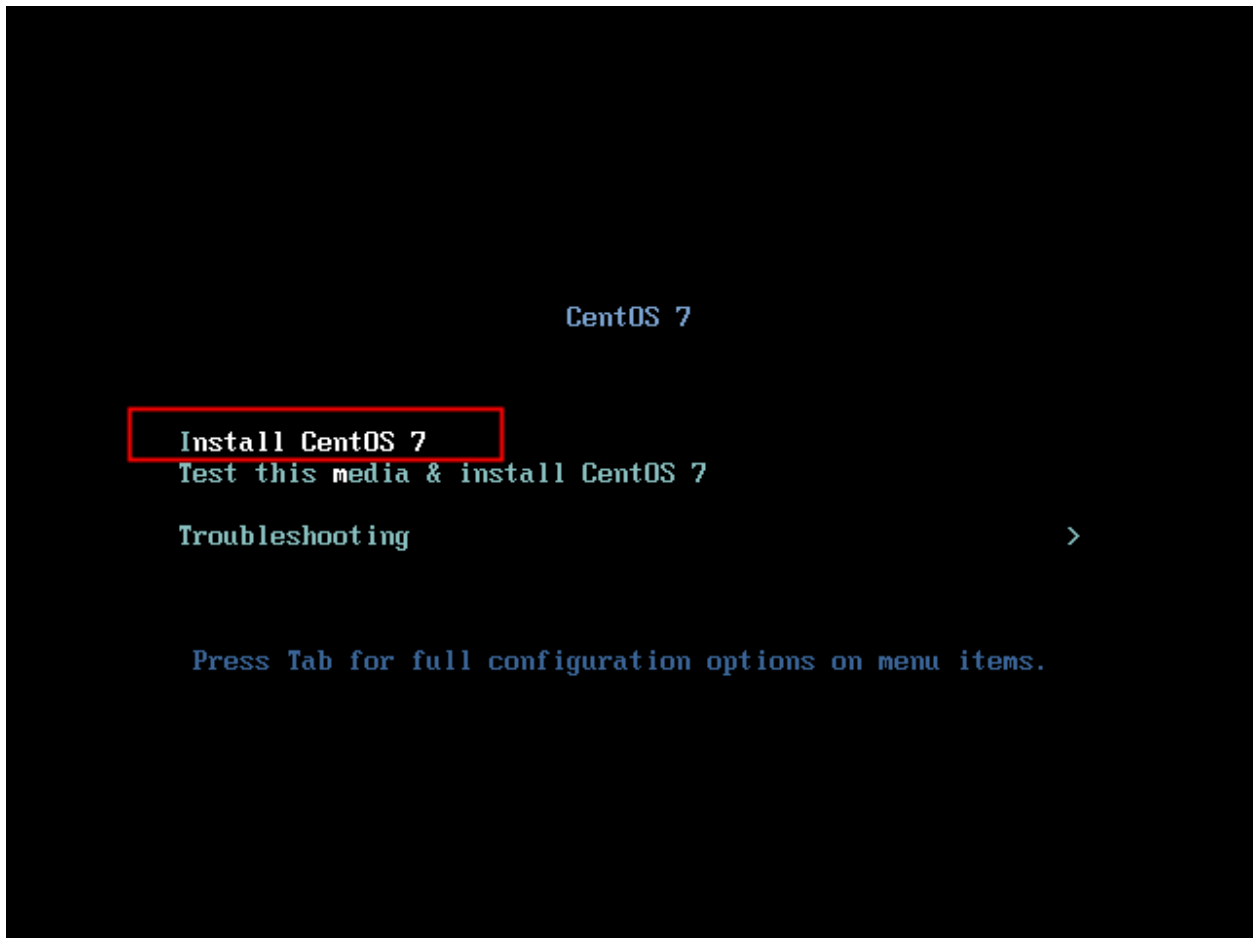 CentOS 7
Install CentOS 7
Test this media & install CentOS 7
Troubleshooting >
Press Tab for full configuration options on menu items.